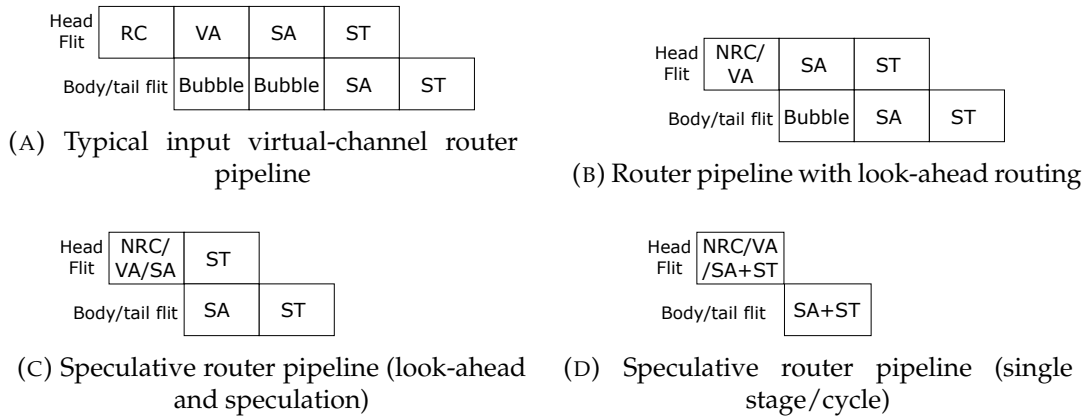 Head
Flit
RC
VA
SA
ST
Body/tail flit
Bubble
Bubble
SA
ST
(A) Typical input virtual-channel router
pipeline
Head
Flit
NRC/
VA
SA
ST
Body/tail flit
Bubble
SA
ST
(B) Router pipeline with look-ahead routing
Head
Flit
NRC/
VA/SA
ST
Body/tail flit
SA
ST
(C) Speculative router pipeline (look-ahead
and speculation)
Head
Flit
NRC/VA
/SA+ST
Body/tail flit
SA+ST
(D) Speculative router pipeline (single
stage/cycle)